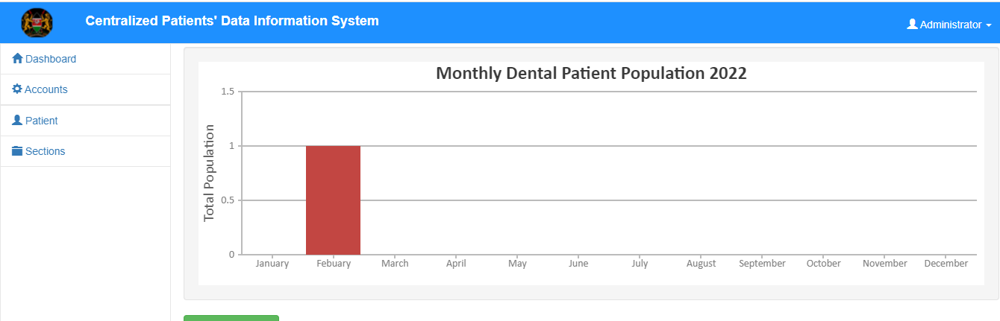 Centralized Patients' Data Information System
Administrator
Dashboard
Accounts
Patient
Sections
Monthly Dental Patient Population 2022
Total Population
1.5
1
0.5
0
January Febuary March April May June July August September October November December